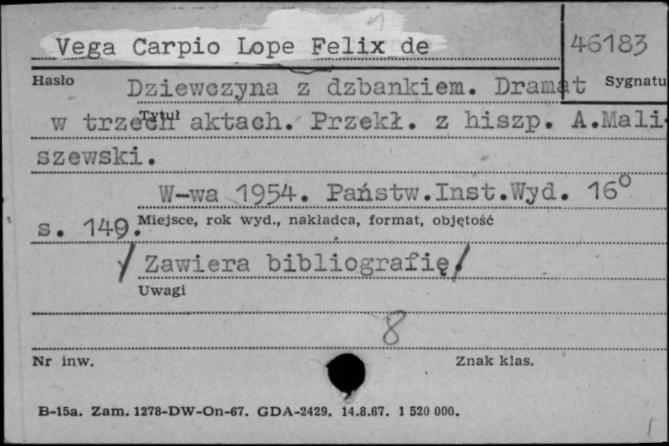 Vega Carpio Lope Felix de
46183
Hasło
Dziewczyna z dzbankiem. Dramat
Sygnatu
Tytuł
w trzech aktach. Przekł. z hiszp. A.Mali-
szewski.
W-wa 1954. Państw.Inst.Wyd. 16°
Miejsce, rok wyd., nakładca, format, objętość
s. 149.
/ Zawiera bibliografię./
Uwagi
8
Nr inw.
Znak klas.
B-15a. Zam. 1278-DW-On-67. GDA-2429. 14.8.67. 1 520 000.